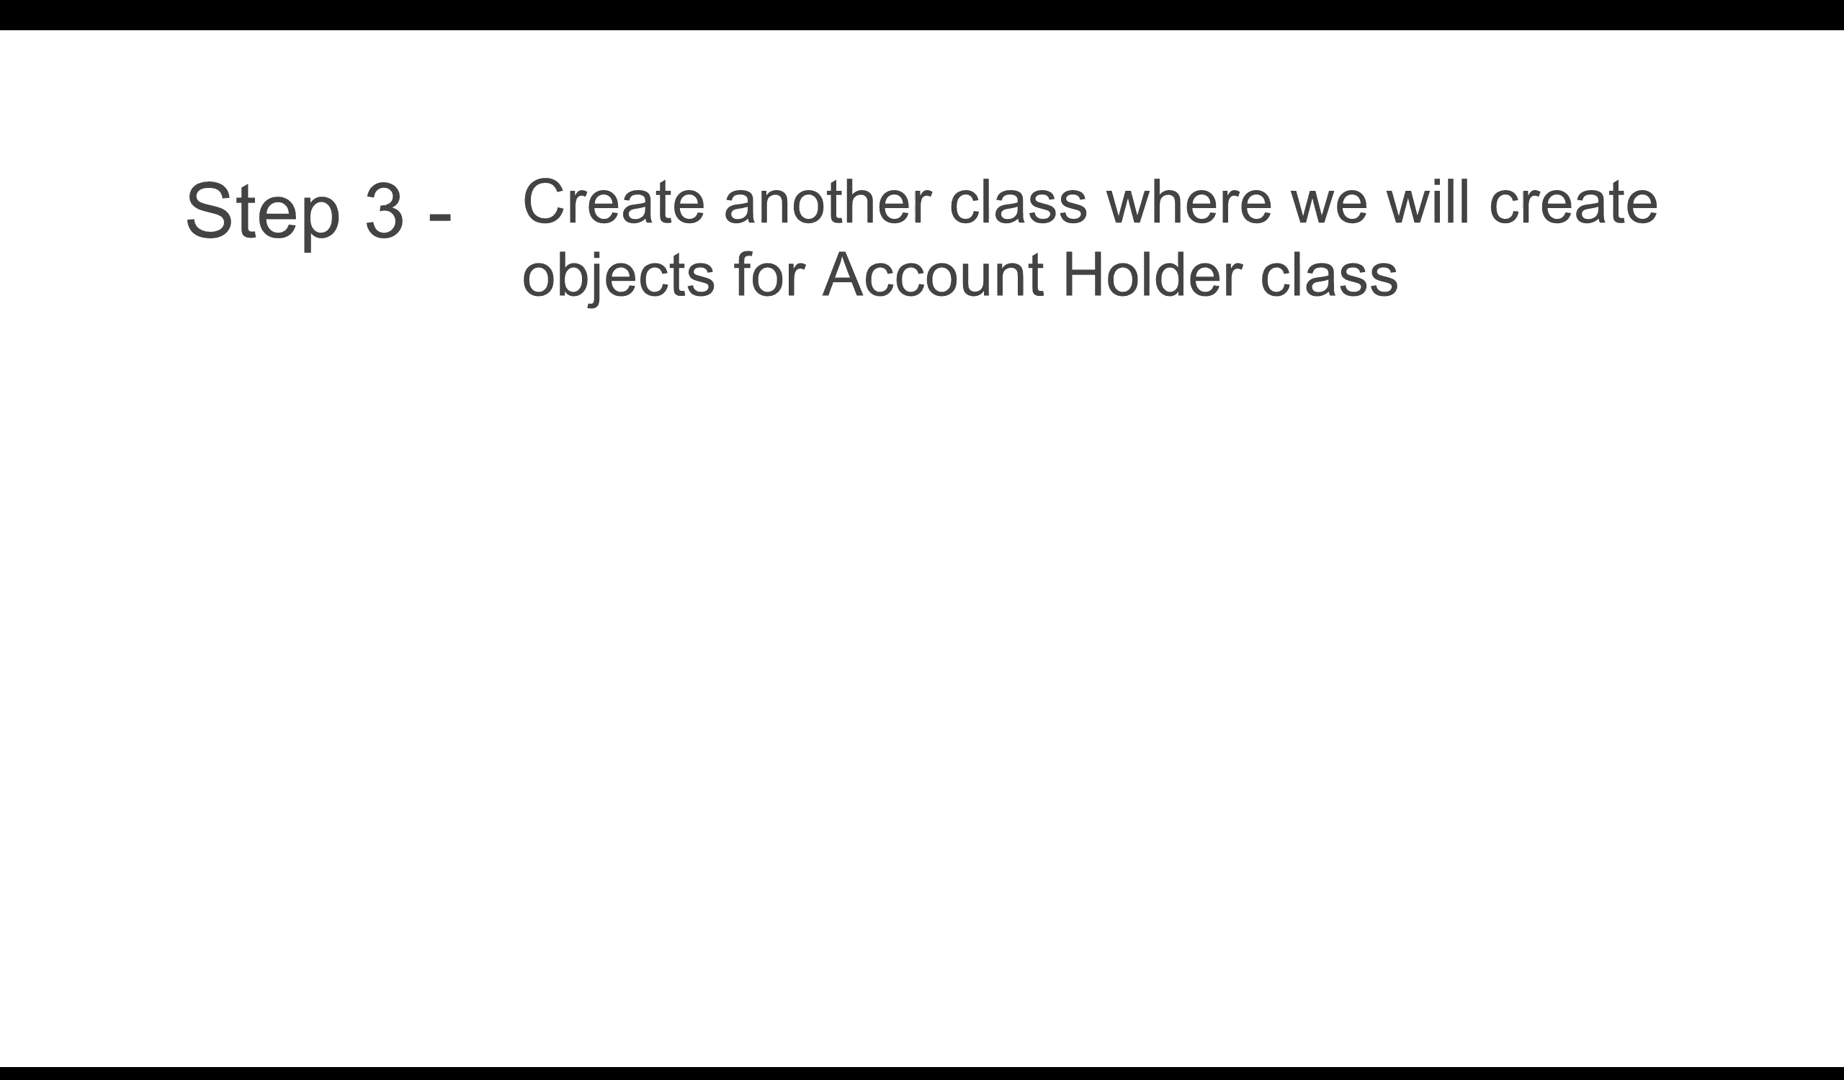 Step 3 - Create another class where we will create
objects for Account Holder class